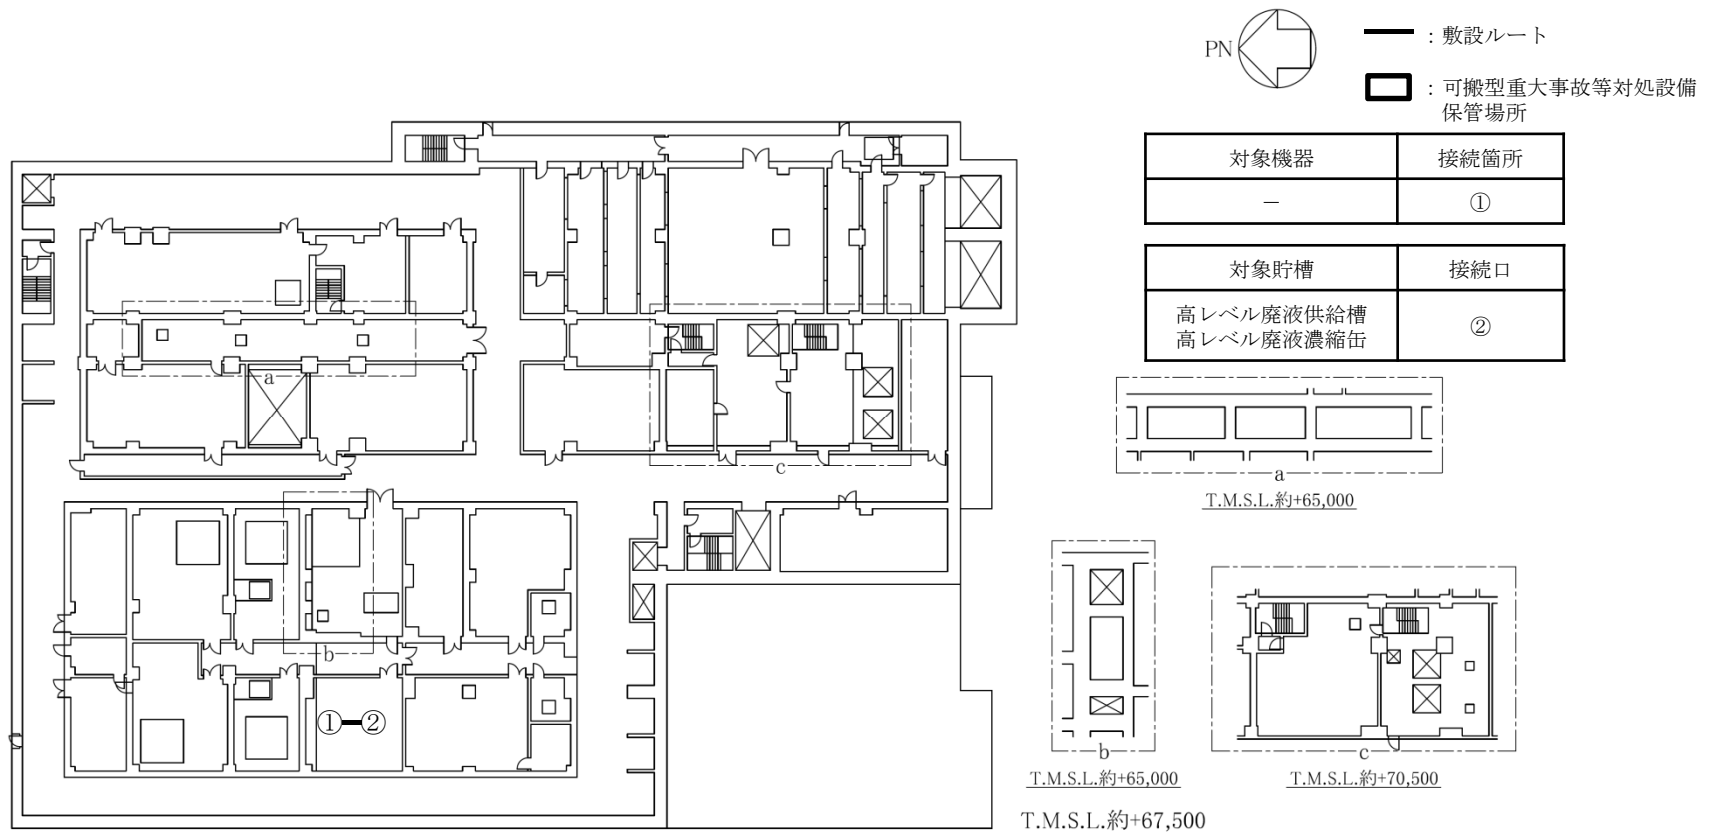 PN
：敷設ルート
：可搬型重大事故等対処設備
保管場所
対象機器 接続箇所
－ ①
対象貯槽 接続口
高レベル廃液供給槽
高レベル廃液濃縮缶
②
a
c
b
①
②
a
T.M.S.L.約+65,000
b
T.M.S.L.約+65,000
c
T.M.S.L.約+70,500
T.M.S.L.約+67,500